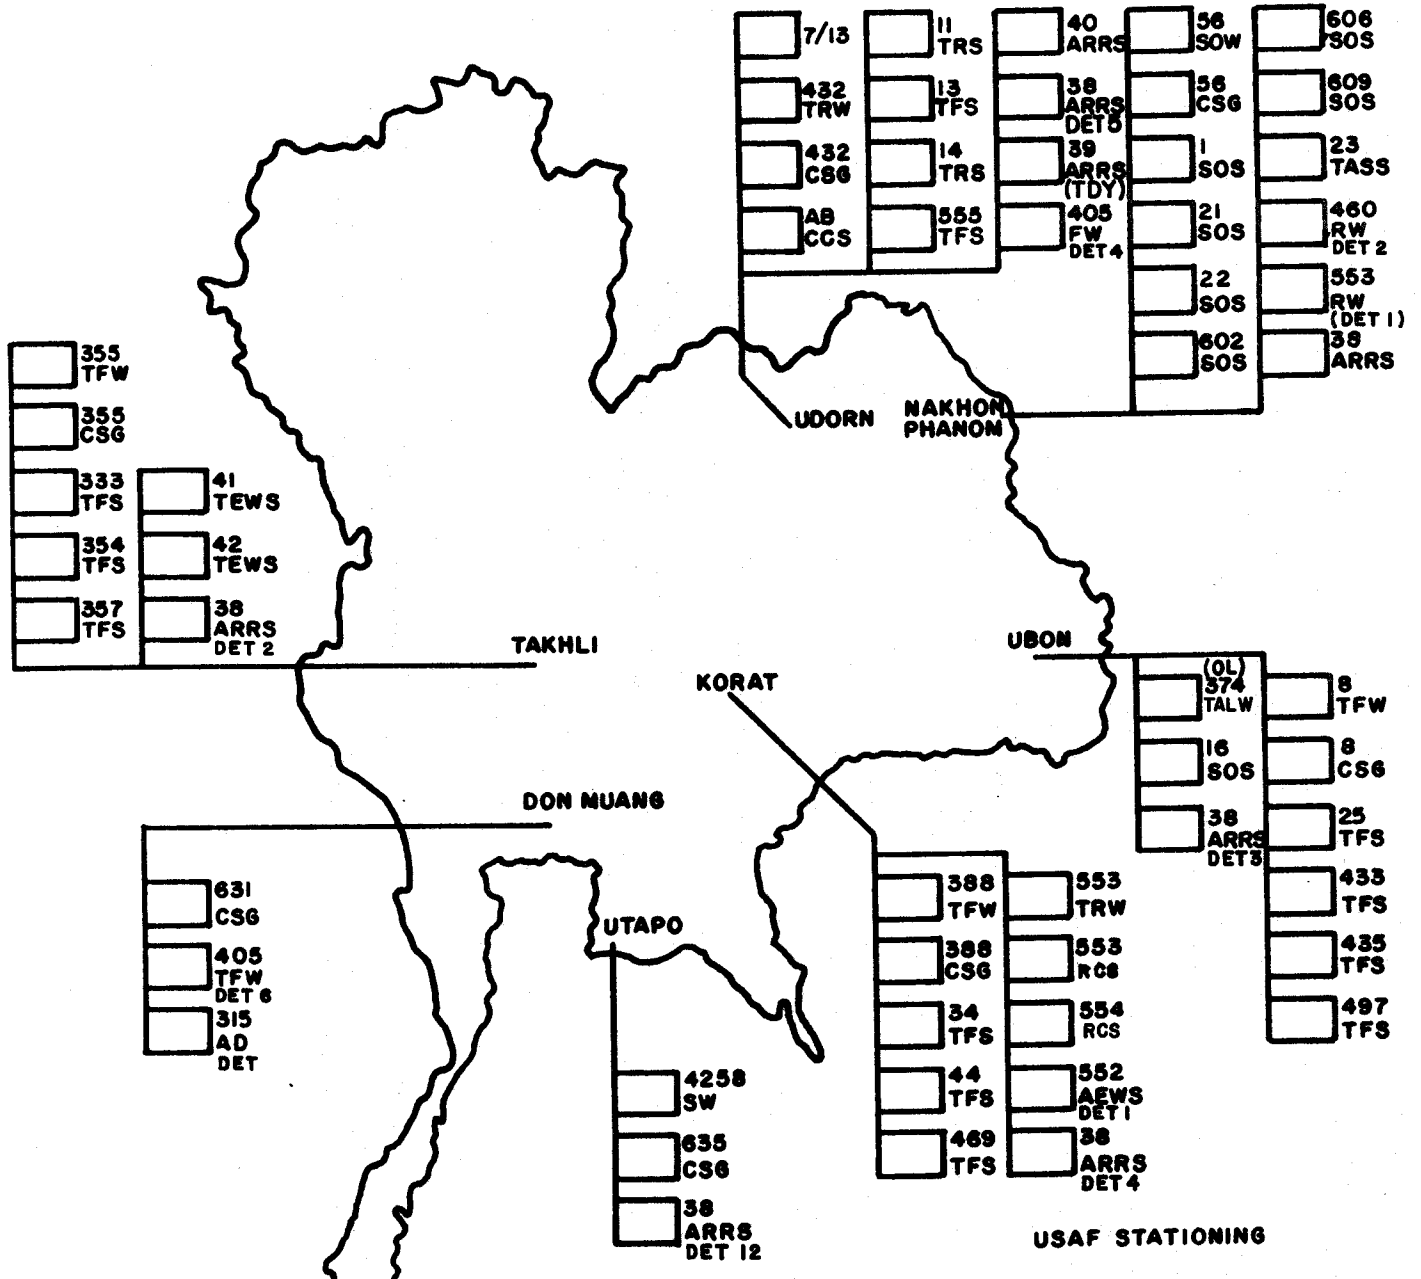 7/13
432
TRW
432
CSG
AB
CGS
11
TRS
13
TFS
14
TRS
555
TFS
40
ARRS
38
ARRS
DET 5
39
ARRS
(TDY)
405
FW
DET 4
UDORN
56
SOW
56
CSG
1
SOS
21
SOS
22
SOS
602
SOS
606
SOS
609
SOS
23
TASS
460
RW
DET 2
553
RW
(DET 1)
38
ARRS
NAKHON
PHANOM
355
TFW
355
CSG
333
TFS
354
TFS
357
TFS
41
TEWS
42
TEWS
38
ARRS
DET 2
TAKHLI
UBON
(OL)
374
TALW
16
SOS
38
ARRS
DET 3
8
TFW
8
CSG
25
TFS
433
TFS
435
TFS
497
TFS
KORAT
388
TFW
388
CSG
34
TFS
44
TFS
469
TFS
553
TRW
553
RCS
554
RCS
552
AEWS
DET 1
38
ARRS
DET 4
DON MUANG
631
CSG
405
TFW
DET 6
315
AD
DET
UTAPO
4258
SW
635
CSG
38
ARRS
DET 12
USAF STATIONING